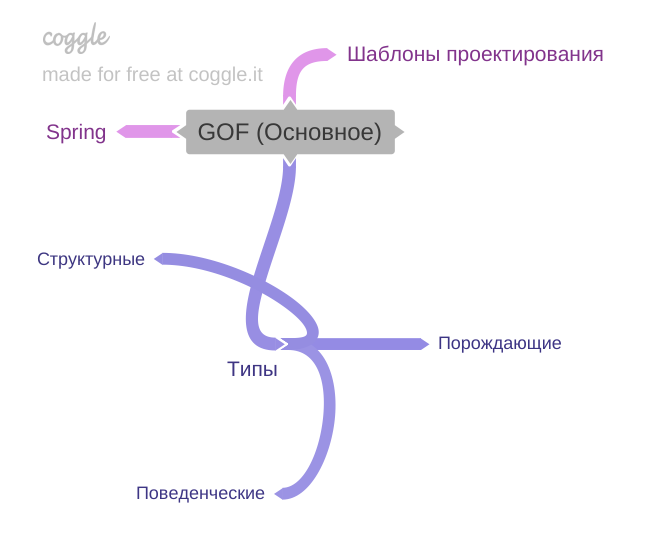 coggle
made for free at coggle.it
Шаблоны проектирования
Spring
GOF (Основное)
Структурные
Порождающие
Типы
Поведенческие